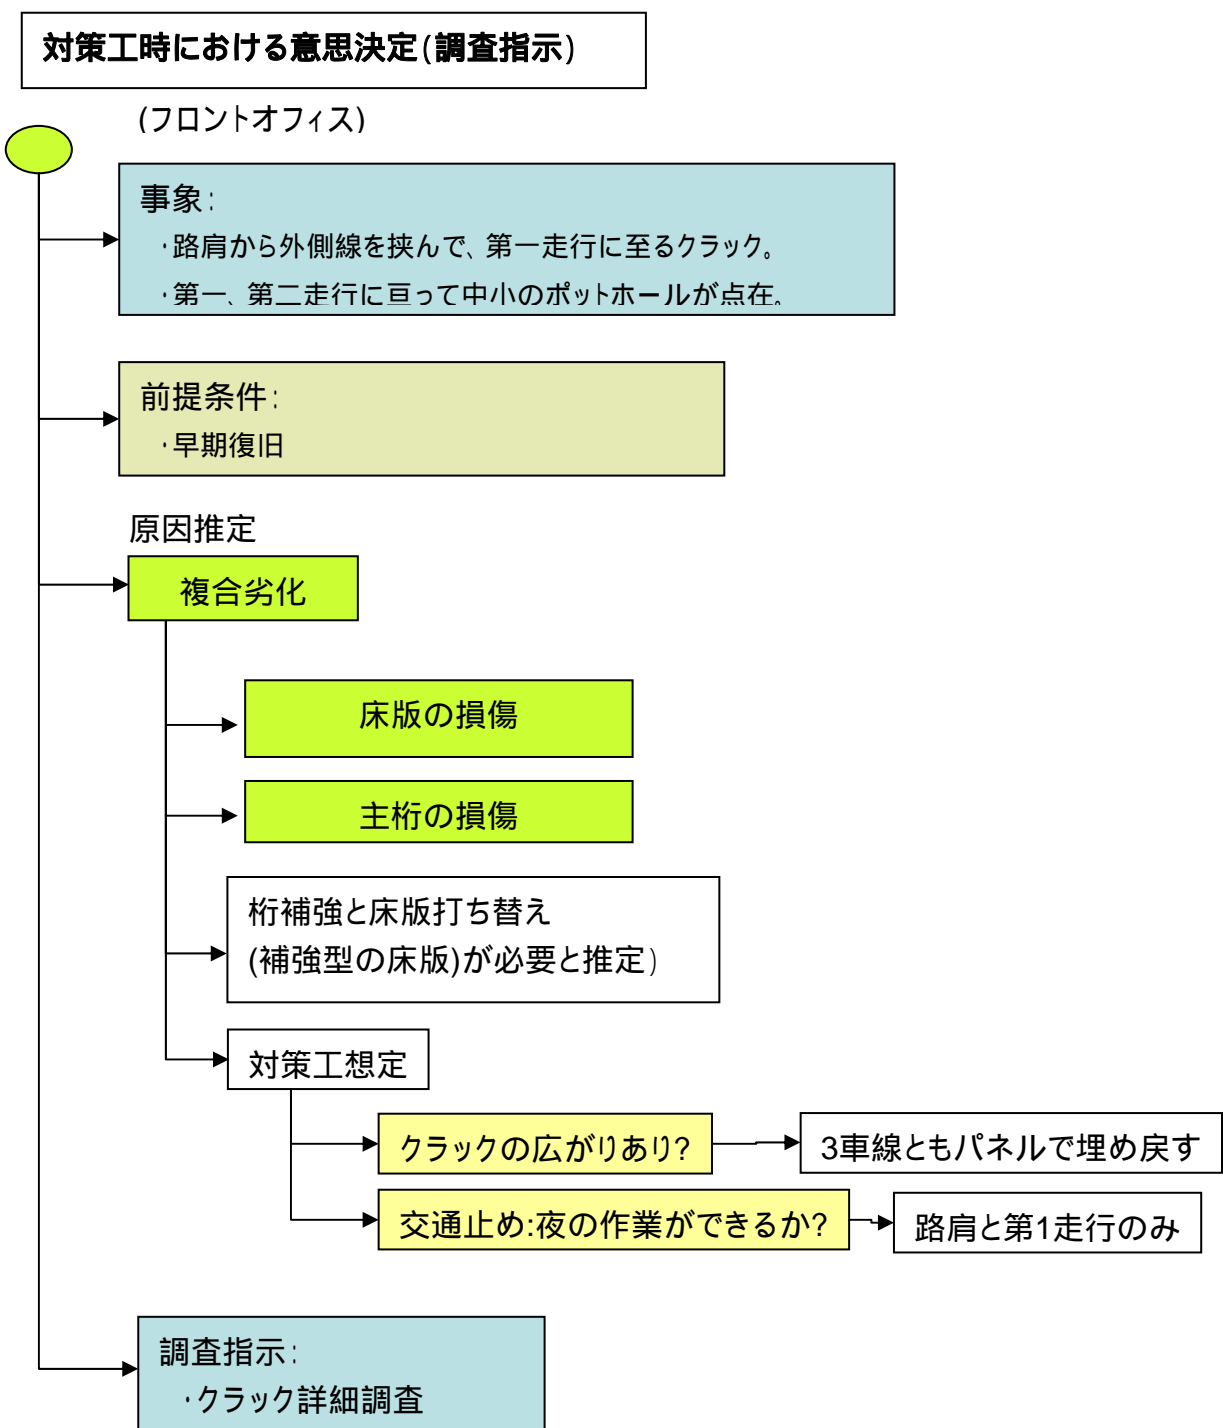 対策工時における意思決定(調査指示)
(フロントオフィス)
事象:
・路肩から外側線を挟んで、第一走行に至るクラック。
・第一、第二走行に亘って中小のポットホールが点在。
前提条件:
・早期復旧
原因推定
複合劣化
床版の損傷
主桁の損傷
桁補強と床版打ち替え
(補強型の床版)が必要と推定)
対策工想定
クラックの広がりあり?
3車線ともパネルで埋め戻す
交通止め:夜の作業ができるか?
路肩と第1走行のみ
調査指示:
・クラック詳細調査